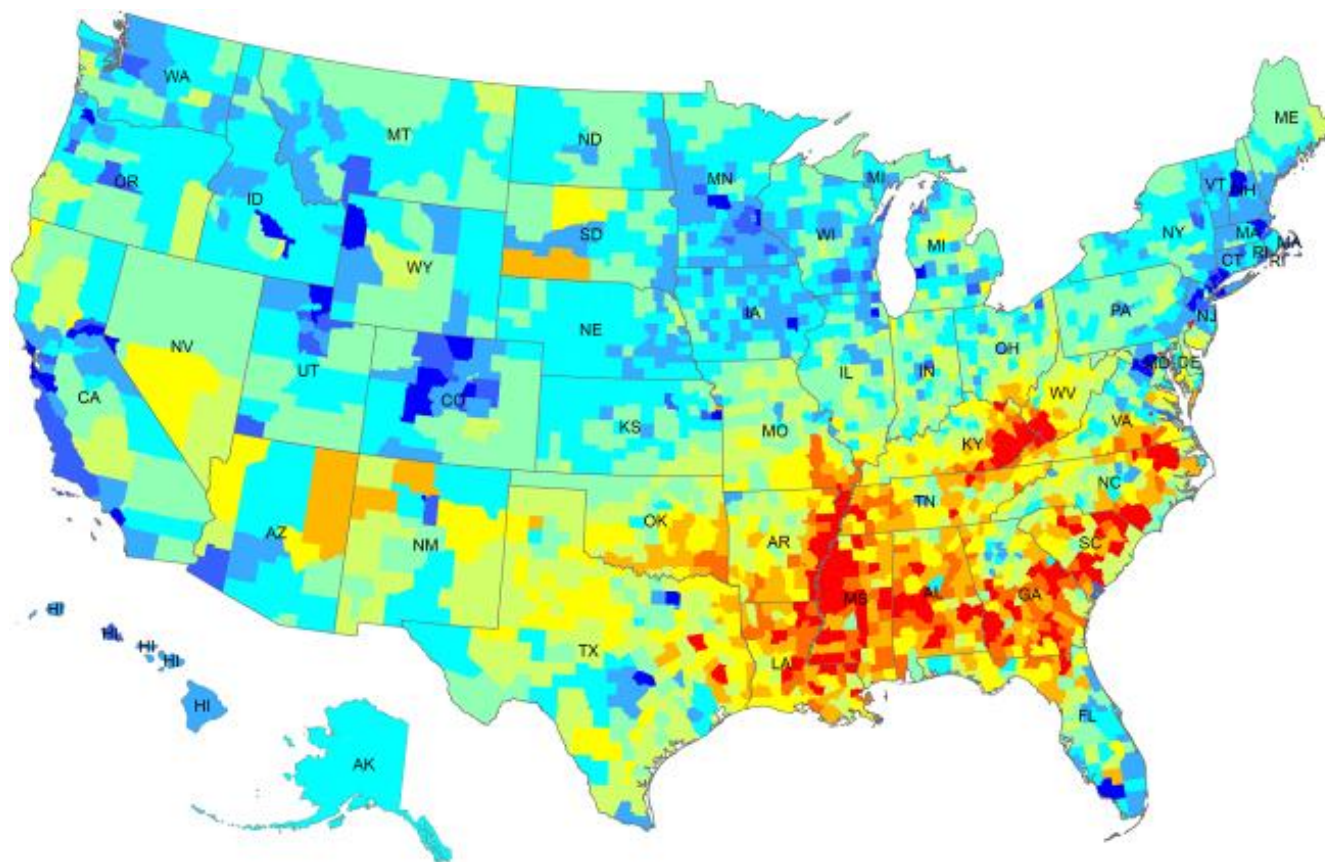 WA
MT
ND
MN
ME
OR
ID
SD
WI
MI
MI
VT
NH
NY
MA
MA
WY
CT
RI
RI
NE
IA
PA
NJ
NV
UT
CO
IL
IN
OH
MD
DE
CA
KS
MO
WV
VA
KY
AZ
NM
OK
AR
TN
NC
SC
MS
AL
GA
TX
LA
FL
HI
HI
HI
HI
HI
AK